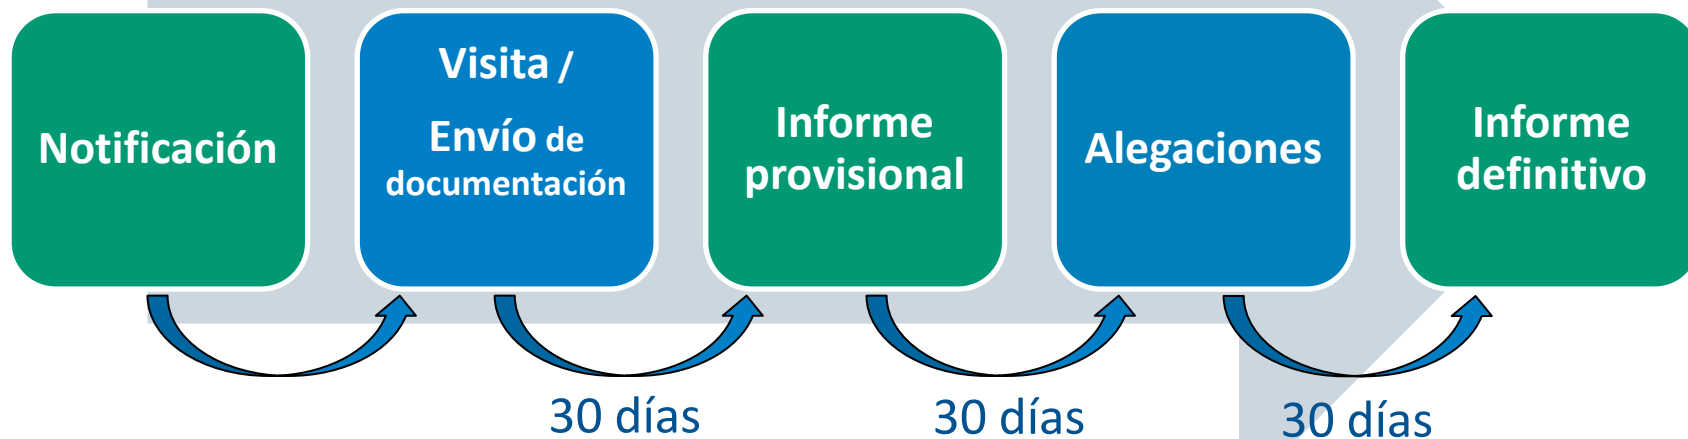 Notificación
Visita /
Envío de
documentación
Informe
provisional
Alegaciones
Informe
definitivo
30 días
30 días
30 días